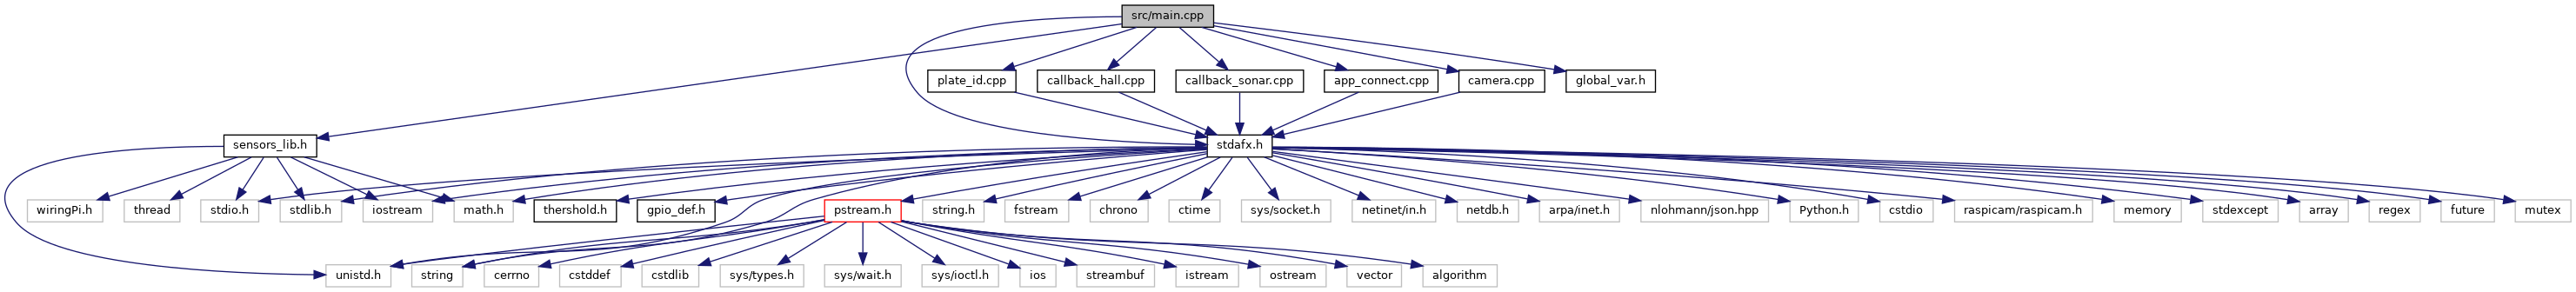 src/main.cpp
plate_id.cpp
callback_hall.cpp
callback_sonar.cpp
app_connect.cpp
camera.cpp
global_var.h
sensors_lib.h
stdafx.h
wiringPi.h
thread
stdio.h
stdlib.h
iostream
math.h
thershold.h
gpio_def.h
pstream.h
string.h
fstream
chrono
ctime
sys/socket.h
netinet/in.h
netdb.h
arpa/inet.h
nlohmann/json.hpp
Python.h
cstdio
raspicam/raspicam.h
memory
stdexcept
array
regex
future
mutex
unistd.h
string
cerrno
cstddef
cstdlib
sys/types.h
sys/wait.h
sys/ioctl.h
ios
streambuf
istream
ostream
vector
algorithm